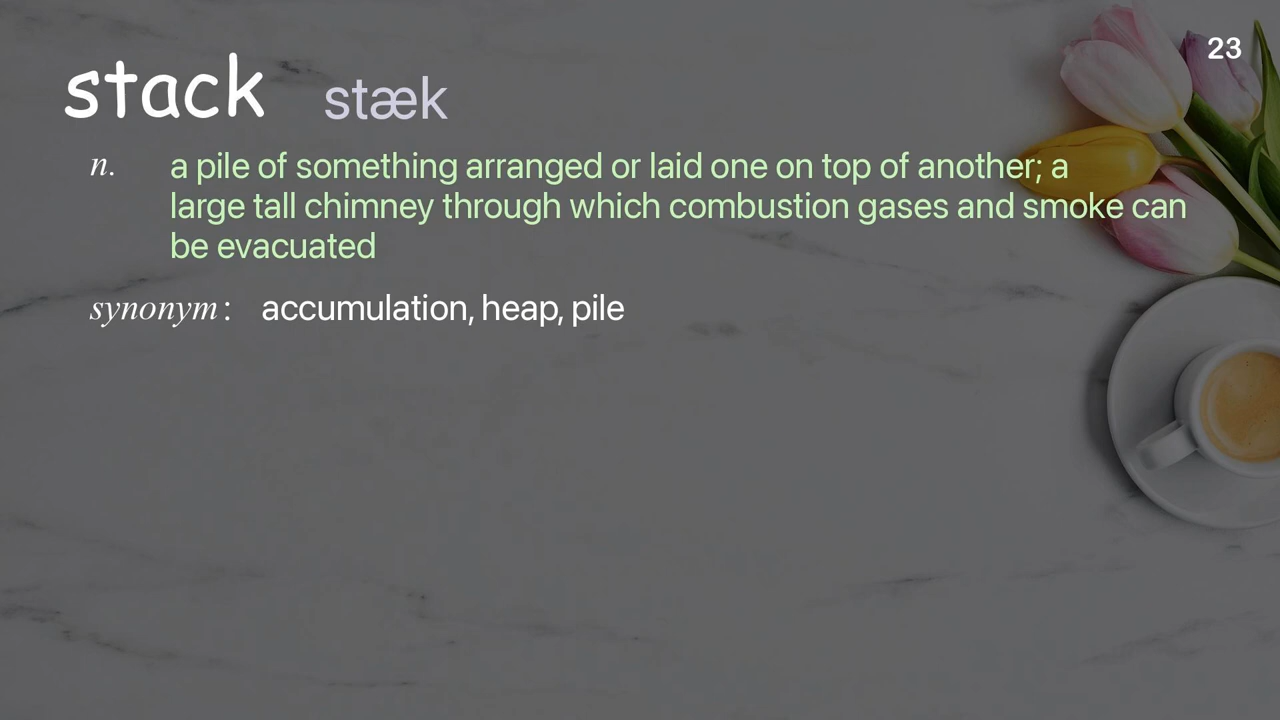 23
stack stæk
n. a pile of something arranged or laid one on top of another; a
large tall chimney through which combustion gases and smoke can
be evacuated
synonym: accumulation, heap, pile